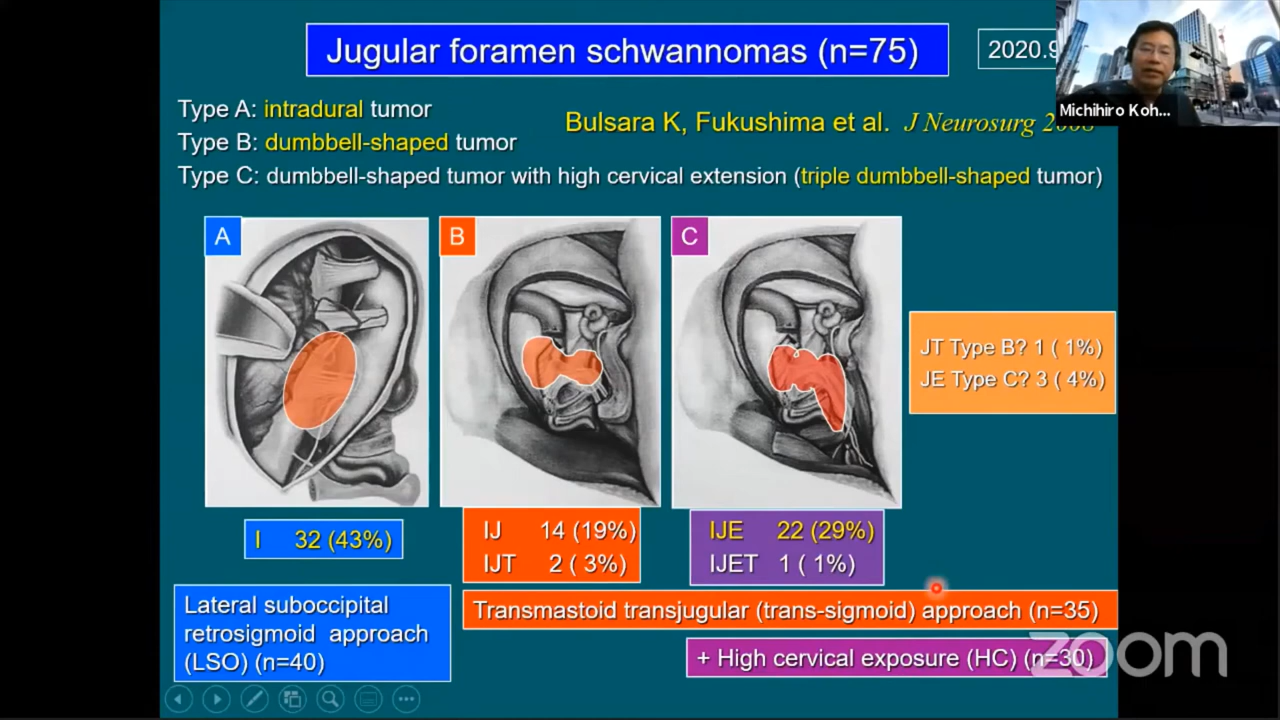 Jugular foramen schwannomas (n=75)
2020.9
Michihiro Koh...
Type A: intradural tumor
Type B: dumbbell-shaped tumor
Bulsara K, Fukushima et al. J Neurosurg
Type C: dumbbell-shaped tumor with high cervical extension (triple dumbbell-shaped tumor)
A
B
C
JT Type B? 1 ( 1%)
JE Type C? 3 ( 4%)
I 32 (43%)
IJ 14 (19%)
IJT 2 ( 3%)
IJE 22 (29%)
IJET 1 ( 1%)
Lateral suboccipital
retrosigmoid approach
(LSO) (n=40)
Transmastoid transjugular (trans-sigmoid) approach (n=35)
+ High cervical exposure (HC) (n=30)
zoom